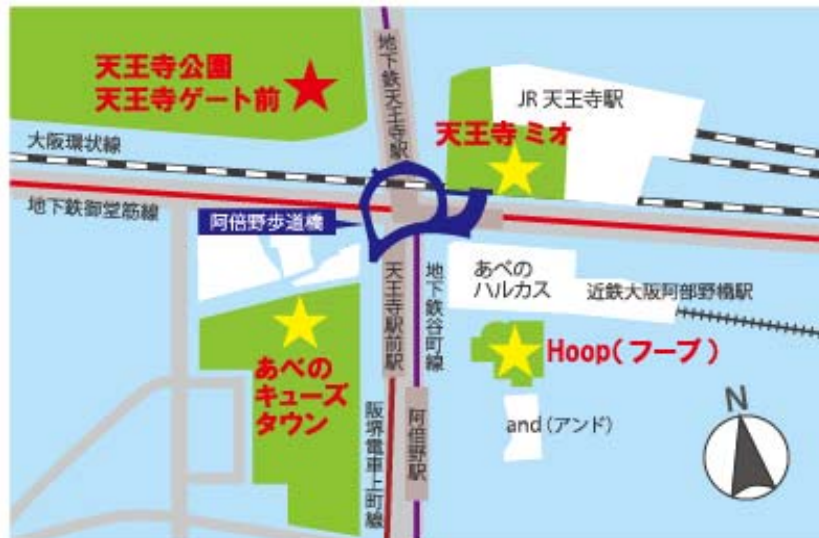 天王寺公園
天王寺ゲート前
地下鉄天王寺駅
JR 天王寺駅
天王寺 ミオ
大阪環状線
地下鉄御堂筋線
阿倍野歩道橋
あべの
ハルカス
近鉄大阪阿部野橋駅
天王寺駅前駅
地下鉄谷町線
あべの
キューズ
タウン
Hoop(フープ)
and(アンド)
阪堺電車上町線
阿倍野駅
N